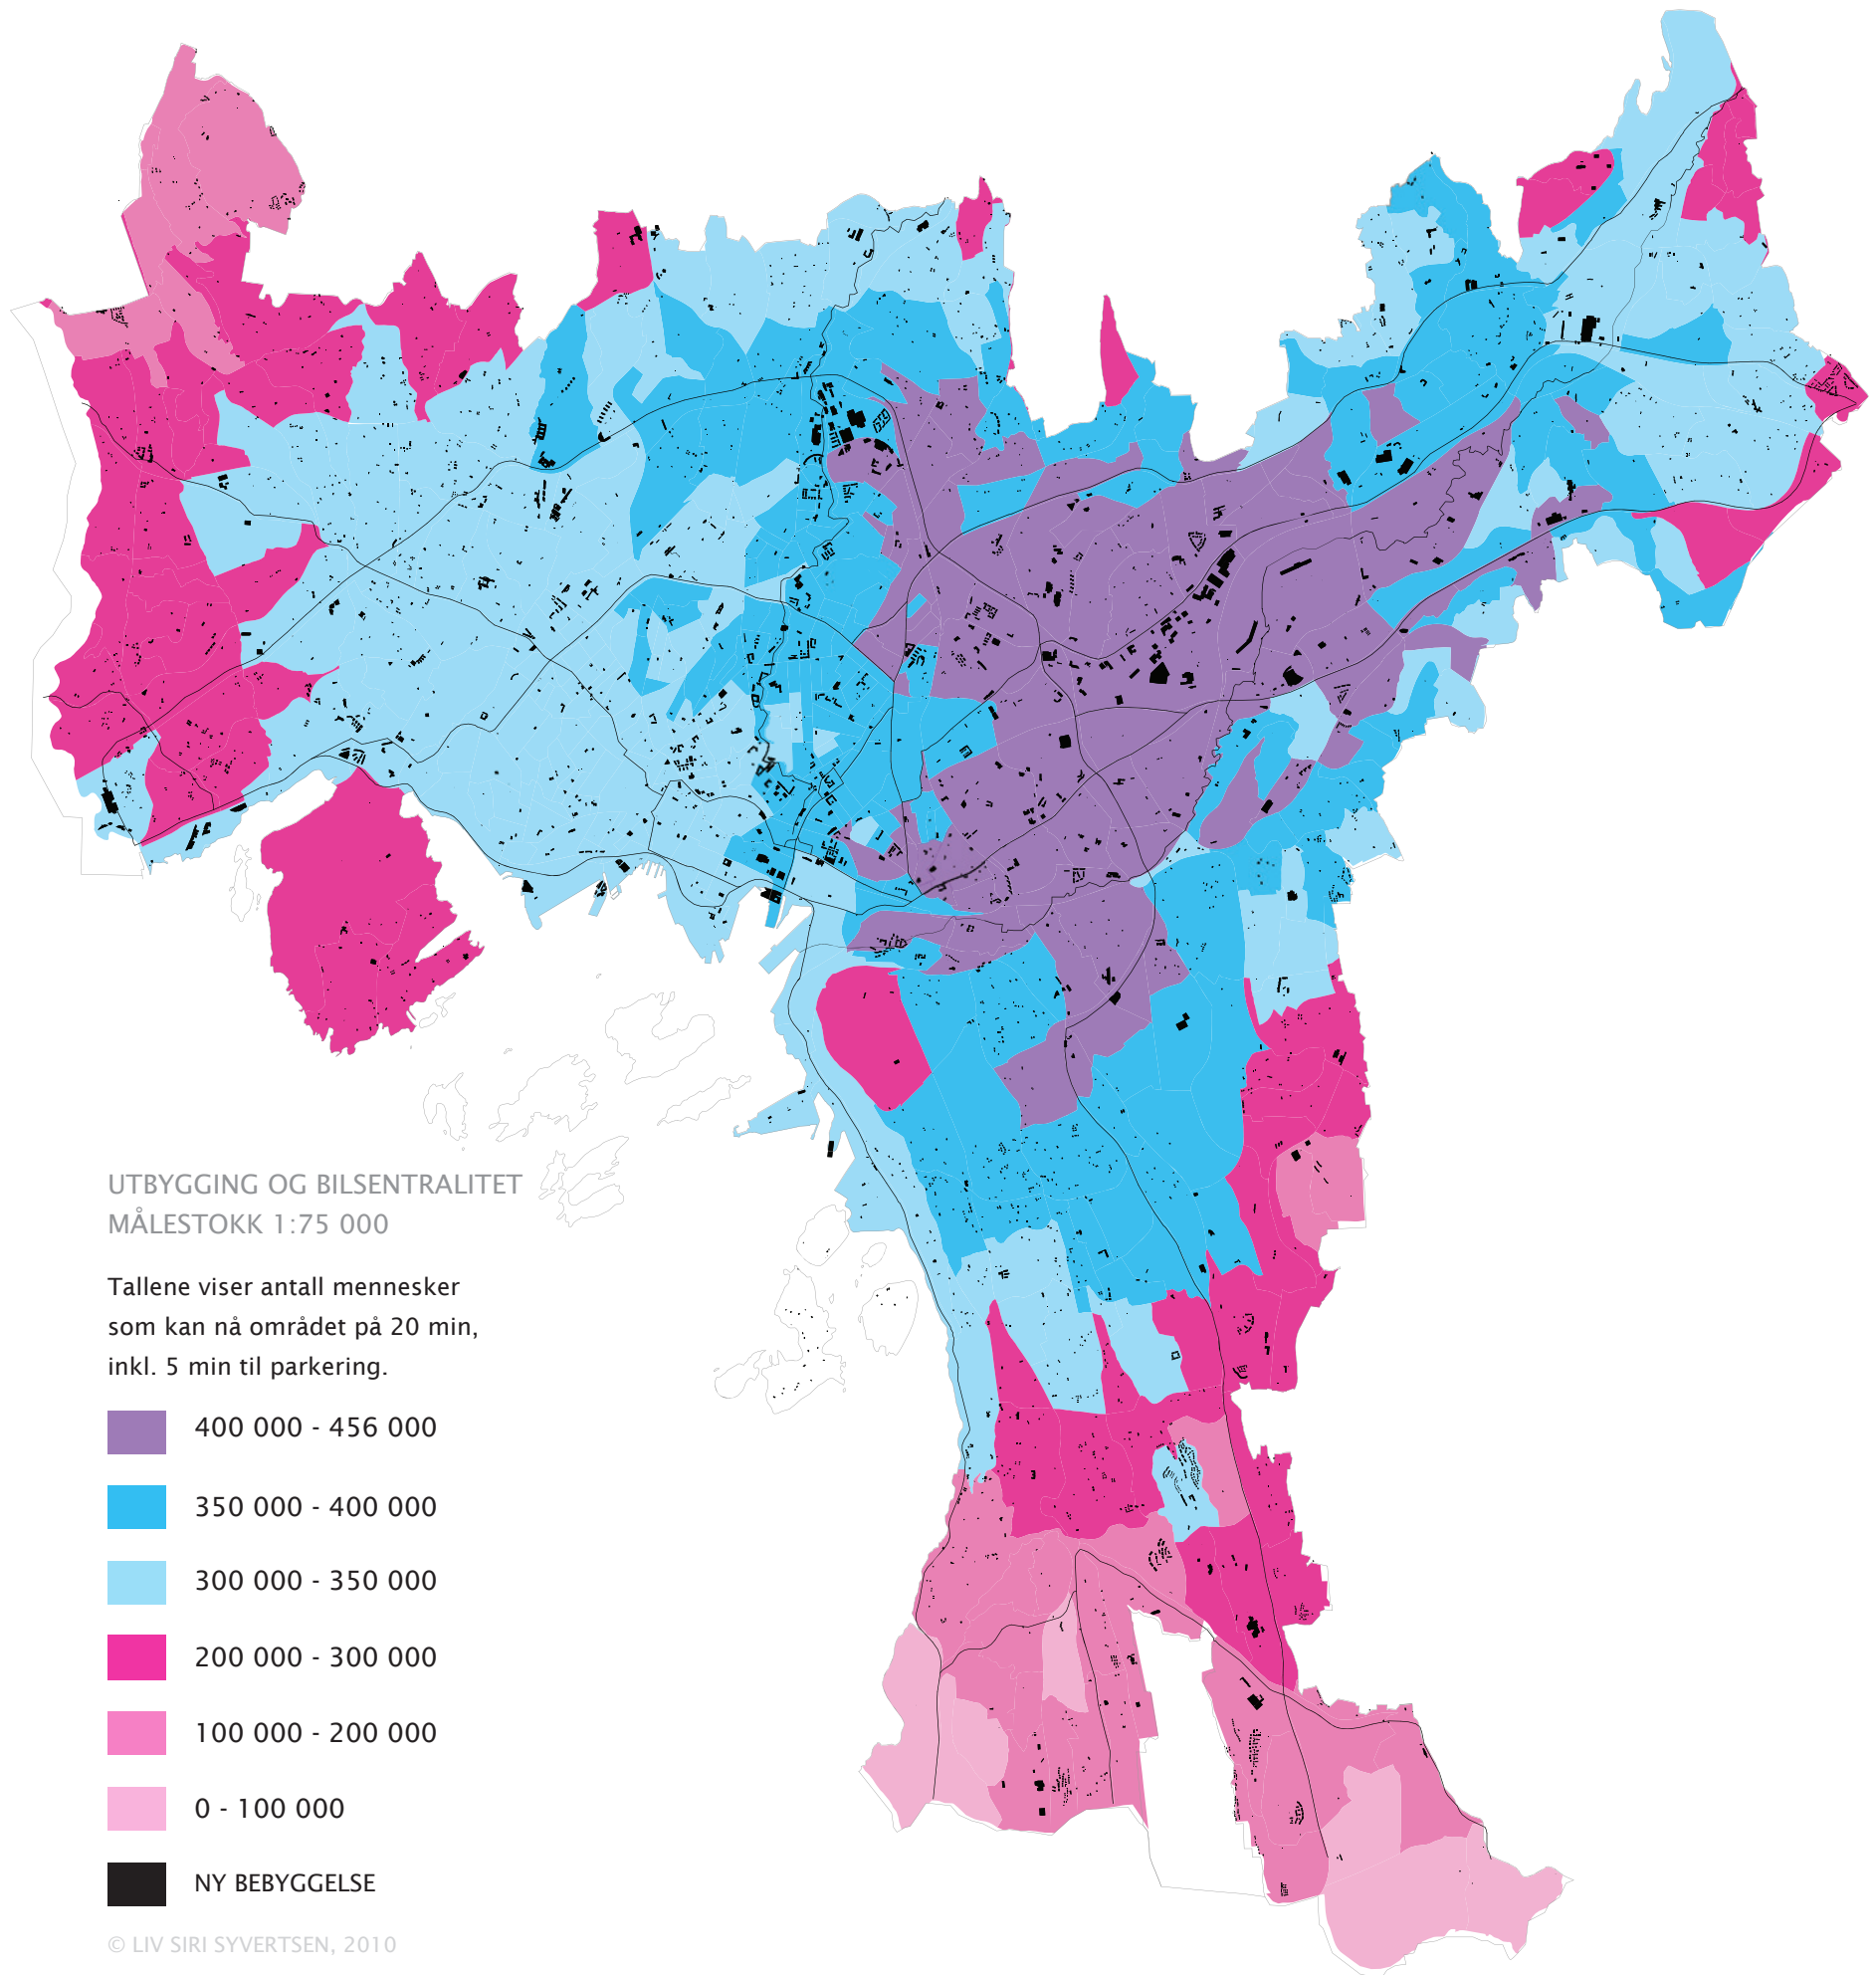 UTBYGGING OG BILSENTRALITET
MÅLESTOKK 1:75 000
Tallene viser antall mennesker
som kan nå området på 20 min,
inkl. 5 min til parkering.
400 000 - 456 000
350 000 - 400 000
300 000 - 350 000
200 000 - 300 000
100 000 - 200 000
0 - 100 000
NY BEBYGGELSE
© LIV SIRI SYVERTSEN, 2010